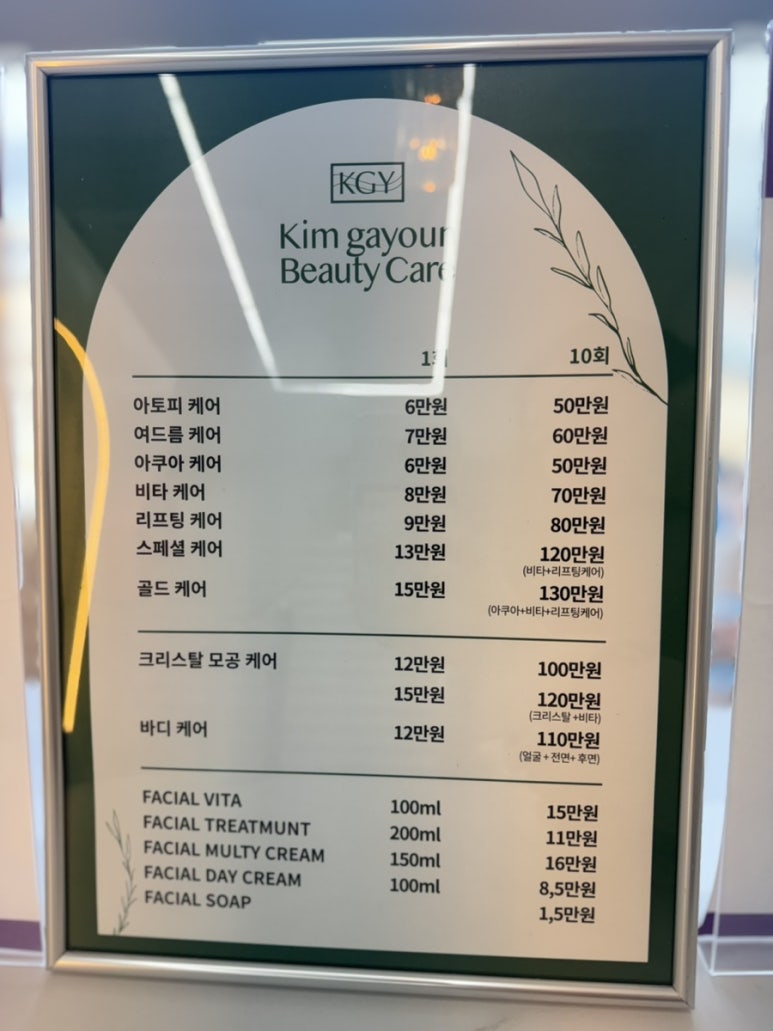 KGY
Kim gayoun
Beauty Care
1회 10회
아토피 케어 6만원 50만원
여드름 케어 7만원 60만원
아쿠아 케어 6만원 50만원
비타 케어 8만원 70만원
리프팅 케어 9만원 80만원
스페셜 케어 13만원 120만원
(비타+리프팅케어)
골드 케어 15만원 130만원
(아쿠아+비타+리프팅케어)
크리스탈 모공 케어 12만원 100만원
15만원 120만원
(크리스탈+비타)
바디 케어 12만원 110만원
(얼굴 + 전면+ 후면)
FACIAL VITA 100ml 15만원
FACIAL TREATMUNT 200ml 11만원
FACIAL MULTY CREAM 150ml 16만원
FACIAL DAY CREAM 100ml 8,5만원
FACIAL SOAP 1,5만원